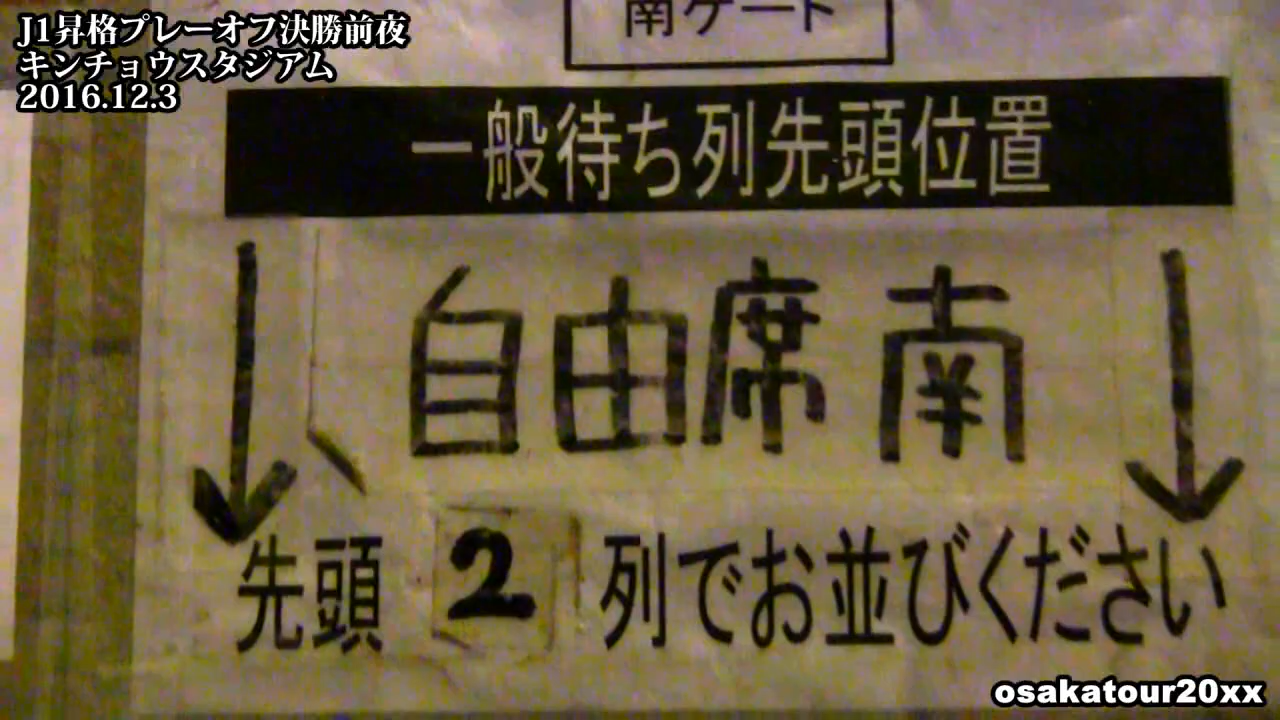 J1昇格プレーオフ決勝前夜
キンチョウスタジアム
2016.12.3
南ゲート
一般待ち列先頭位置
自由席 南
先頭 2 列でお並びください
osakatour20xx